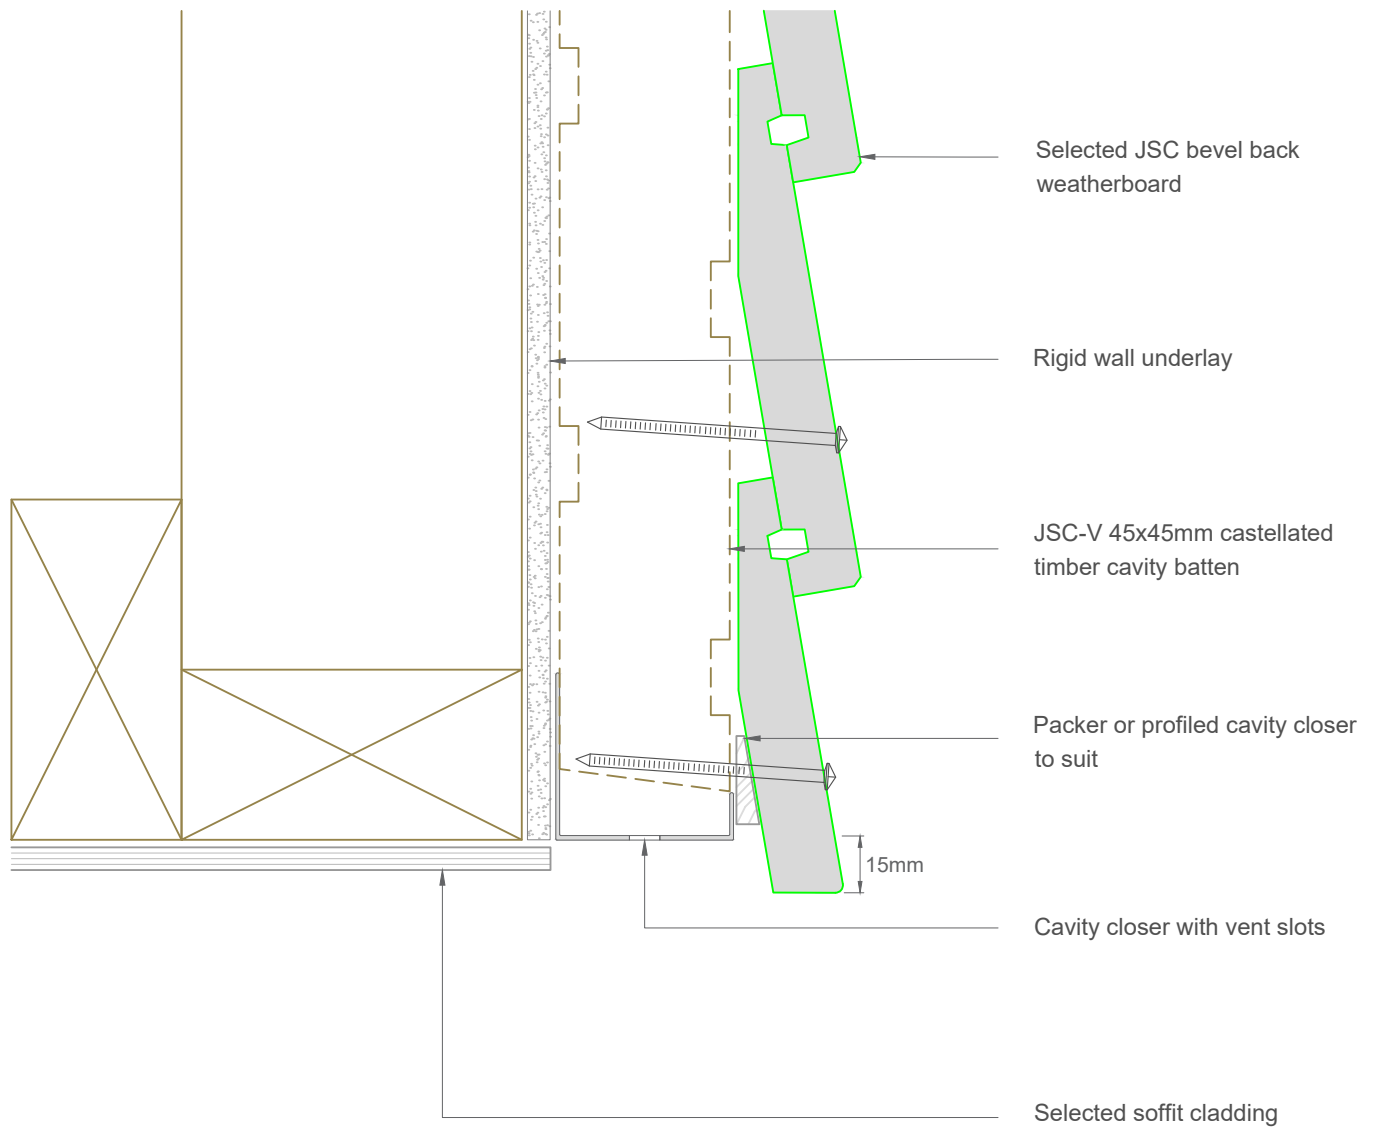 Selected JSC bevel back
weatherboard
Rigid wall underlay
JSC-V 45x45mm castellated
timber cavity batten
Packer or profiled cavity closer
to suit
15mm
Cavity closer with vent slots
Selected soffit cladding